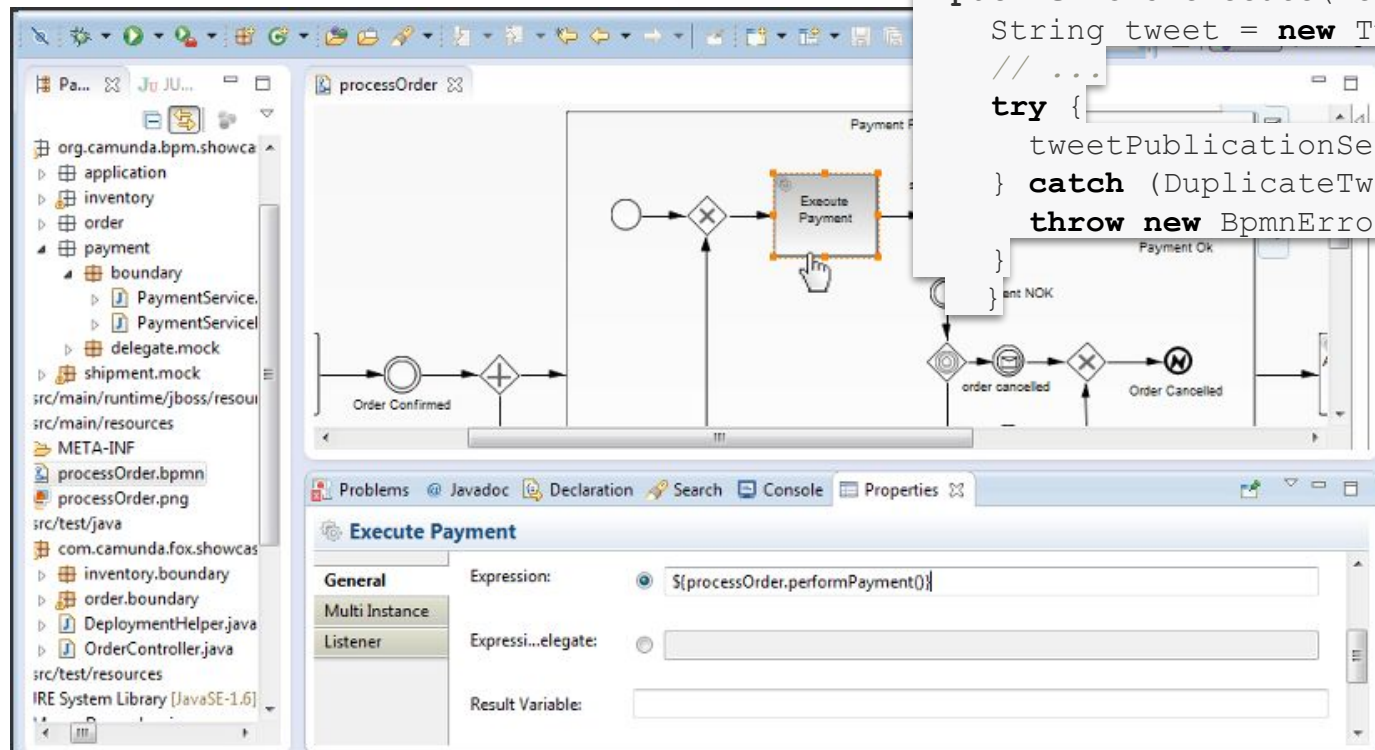 String tweet = new T
// ...
try {
tweetPublicationSe
} catch (DuplicateTw
throw new BpmnErro
}
}
Pa...
Ju JU...
org.camunda.bpm.showca
application
inventory
order
payment
boundary
PaymentService.
PaymentServiceI
delegate.mock
shipment.mock
src/main/runtime/jboss/resour
src/main/resources
META-INF
processOrder.bpmn
processOrder.png
src/test/java
com.camunda.fox.showcas
inventory.boundary
order.boundary
DeploymentHelper.java
OrderController.java
src/test/resources
JRE System Library [JavaSE-1.6]
processOrder
Payment P
Execute
Payment
Payment Ok
ent NOK
Order Confirmed
order cancelled
Order Cancelled
Problems @ Javadoc Declaration Search Console Properties
Execute Payment
General
Multi Instance
Listener
Expression:
${processOrder.performPayment()}
Expressi...elegate:
Result Variable: